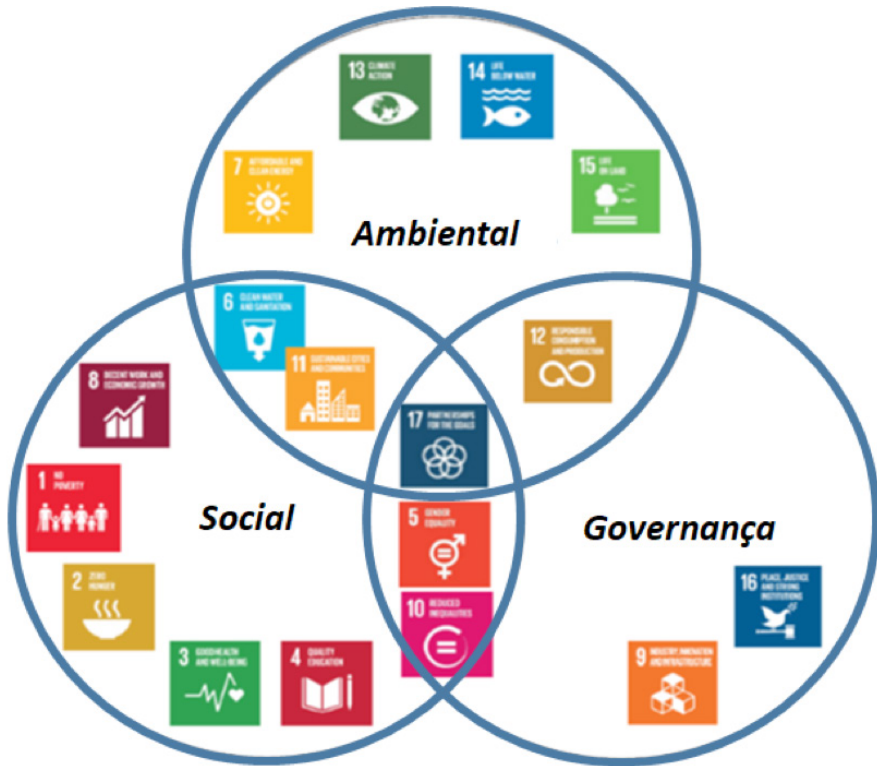 13 CLIMATE
ACTION
14 LIFE
BELOW WATER
7 AFFORDABLE AND
CLEAN ENERGY
15 LIFE
ON LAND
Ambiental
6 CLEAN WATER
AND SANITATION
12 RESPONSIBLE
CONSUMPTION
AND PRODUCTION
11 SUSTAINABLE CITIES
AND COMMUNITIES
8 DECENT WORK AND
ECONOMIC GROWTH
17 PARTNERSHIPS
FOR THE GOALS
1 NO
POVERTY
Social
5 GENDER
EQUALITY
Governança
2 ZERO
HUNGER
10 REDUCED
INEQUALITIES
16 PEACE, JUSTICE
AND STRONG
INSTITUTIONS
3 GOOD HEALTH
AND WELL-BEING
4 QUALITY
EDUCATION
9 INDUSTRY, INNOVATION
AND INFRASTRUCTURE